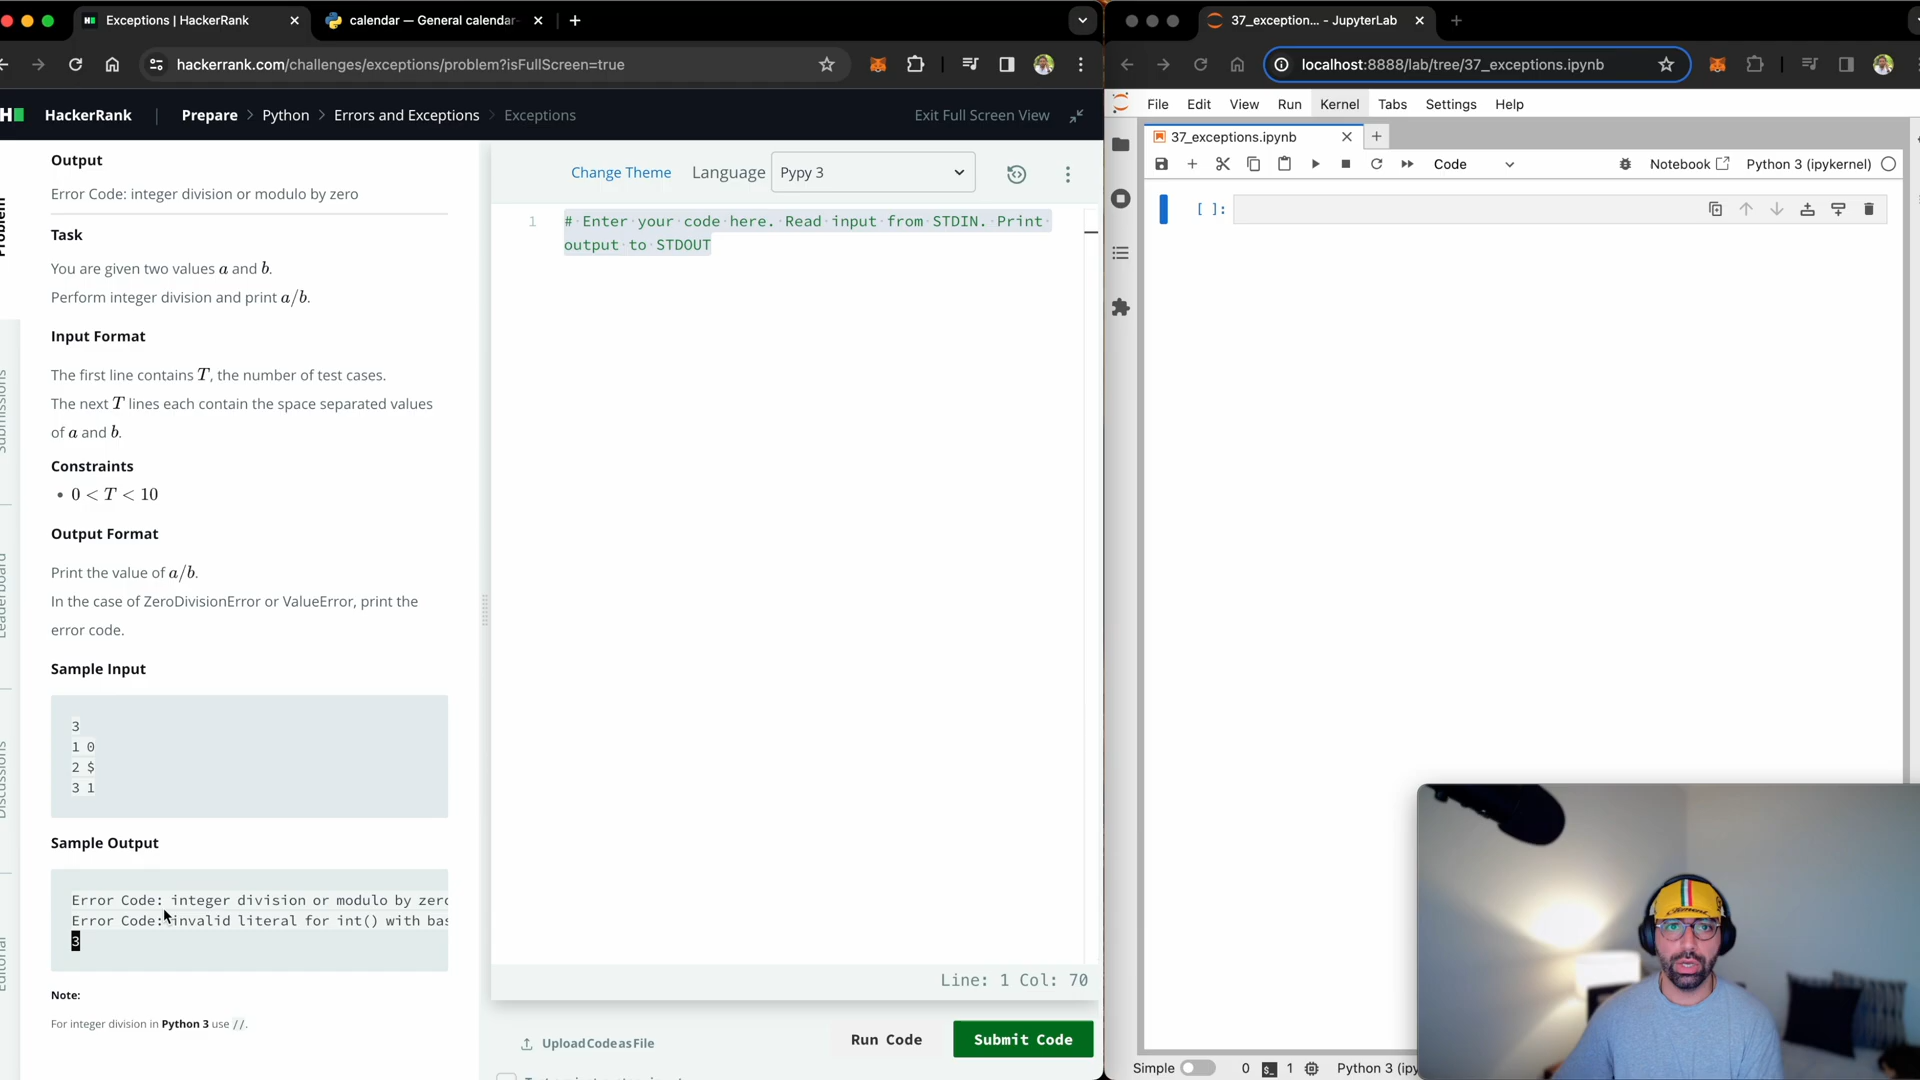 Exceptions | HackerRank
calendar — General calendar-
hackerrank.com/challenges/exceptions/problem?isFullScreen=true
HackerRank
Prepare > Python > Errors and Exceptions > Exceptions
Exit Full Screen View
Problem
Submissions
Leaderboard
Discussions
Editorial
Output
Error Code: integer division or modulo by zero
Task
You are given two values a and b.
Perform integer division and print a/b.
Input Format
The first line contains T, the number of test cases.
The next T lines each contain the space separated values
of a and b.
Constraints
• 0 < T < 10
Output Format
Print the value of a/b.
In the case of ZeroDivisionError or ValueError, print the
error code.
Sample Input
3
1 0
2 $
3 1
Sample Output
Error Code: integer division or modulo by zero
Error Code: invalid literal for int() with bas
3
Note:
For integer division in Python 3 use //.
Change Theme
Language
Pypy 3
1
# Enter your code here. Read input from STDIN. Print
output to STDOUT
Line: 1 Col: 70
Upload Code as File
Run Code
Submit Code
37_exception... - JupyterLab
localhost:8888/lab/tree/37_exceptions.ipynb
File Edit View Run Kernel Tabs Settings Help
37_exceptions.ipynb
Code
Notebook
Python 3 (ipykernel)
[ ]:
Simple
0
1
Python 3 (ipy